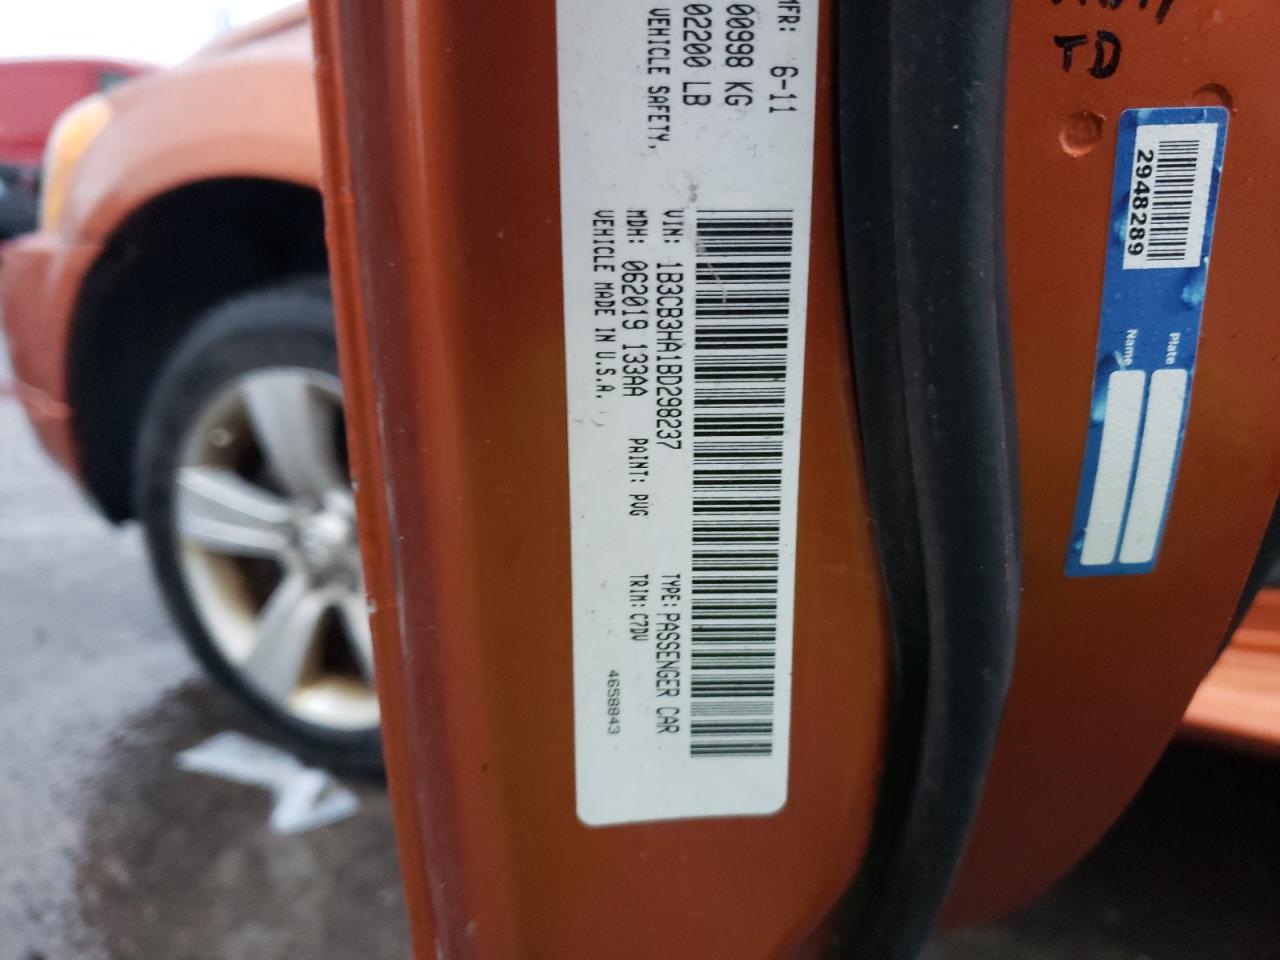 MFR: 6-11
00998 KG
02200 LB
VEHICLE SAFETY,
VIN: 1B3CB3HA1BD298237
TYPE: PASSENGER CAR
MDH: 062019 133AA PAINT: PVG TRIM: C7DV
VEHICLE MADE IN U.S.A.
4658843
TD
2948289
Plate
Name